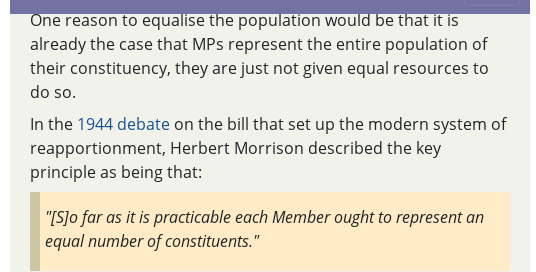 One reason to equalise the population would be that it is
already the case that MPs represent the entire population of
their constituency, they are just not given equal resources to
do so.
In the 1944 debate on the bill that set up the modern system of
reapportionment, Herbert Morrison described the key
principle as being that:
"[S]o far as it is practicable each Member ought to represent an
equal number of constituents."